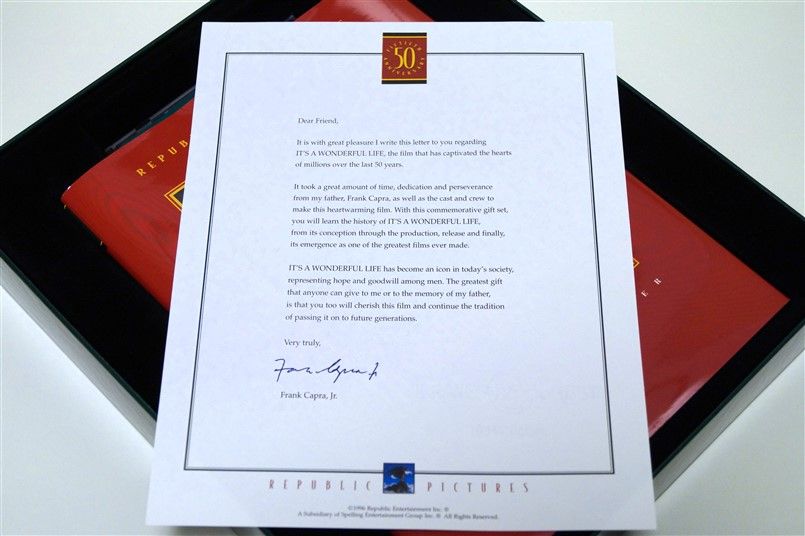 FIFTIETH
50
ANNIVERSARY
Dear Friend,
It is with great pleasure I write this letter to you regarding
IT'S A WONDERFUL LIFE, the film that has captivated the hearts
of millions over the last 50 years.
It took a great amount of time, dedication and perseverance
from my father, Frank Capra, as well as the cast and crew to
make this heartwarming film. With this commemorative gift set,
you will learn the history of IT'S A WONDERFUL LIFE,
from its conception through the production, release and finally,
its emergence as one of the greatest films ever made.
IT'S A WONDERFUL LIFE has become an icon in today's society,
representing hope and goodwill among men. The greatest gift
that anyone can give to me or to the memory of my father,
is that you too will cherish this film and continue the tradition
of passing it on to future generations.
Very truly,
Frank Capra Jr
Frank Capra, Jr.
REPUBLIC PICTURES
©1996 Republic Entertainment Inc. ®
A Subsidiary of Spelling Entertainment Group Inc. ® All Rights Reserved.
REPUB
ER